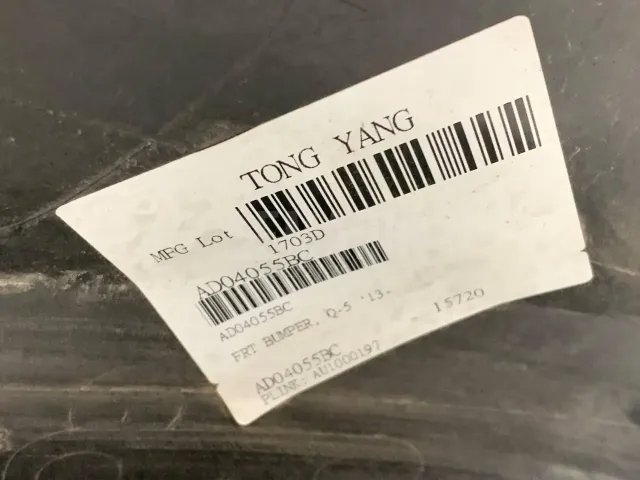 TONG YANG
MFG Lot
1703D
AD04055BC
AD04055BC
FRT BUMPER, Q-5 '13-
15720
AD04055BC
PLINK: AU1000197